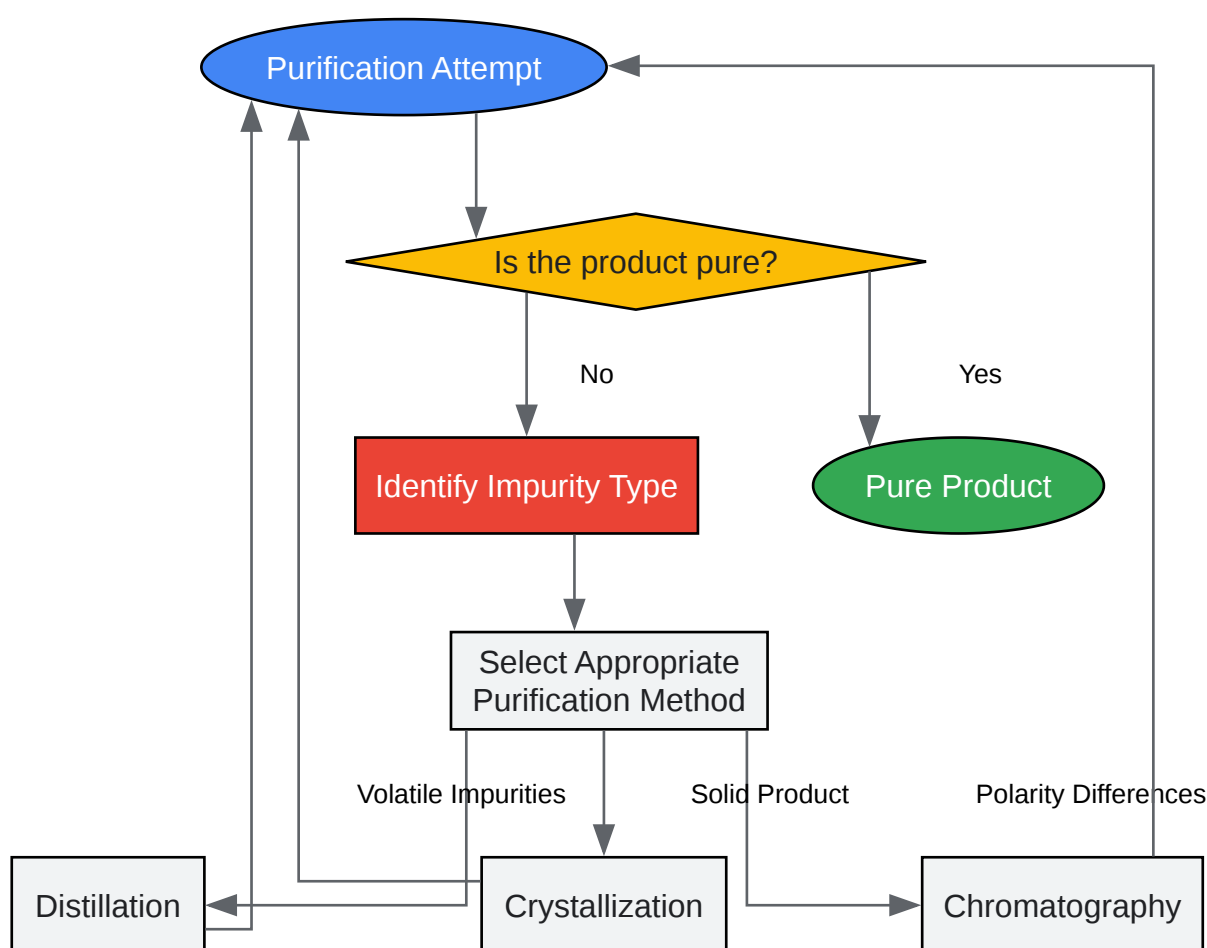 Purification Attempt
Is the product pure?
No
Yes
Identify Impurity Type
Pure Product
Select Appropriate
Purification Method
Volatile Impurities
Solid Product
Polarity Differences
Distillation
Crystallization
Chromatography